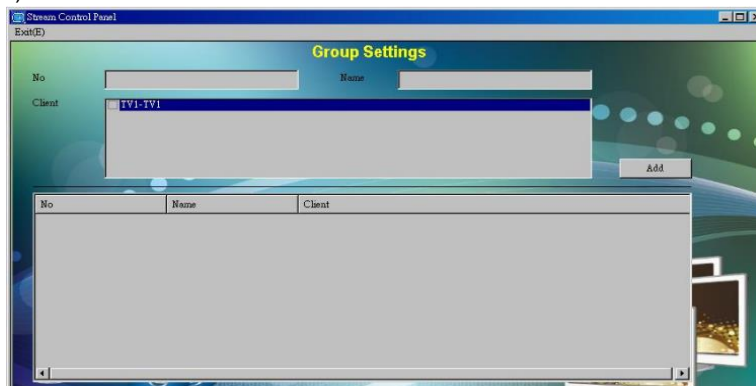 Stream Control Panel
Exit(E)
Group Settings
No
Name
Client
TV1-TV1
Add
No Name Client